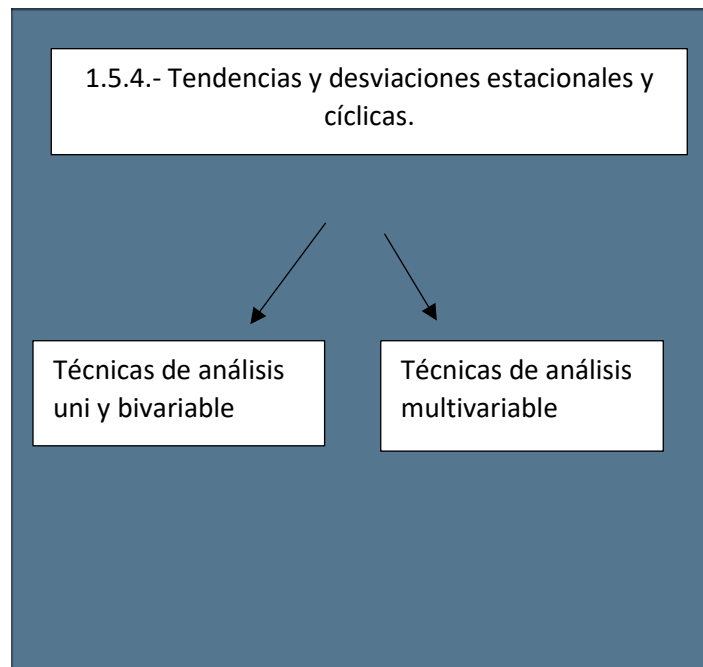 1.5.4.- Tendencias y desviaciones estacionales y
cíclicas.
Técnicas de análisis
uni y bivariable
Técnicas de análisis
multivariable